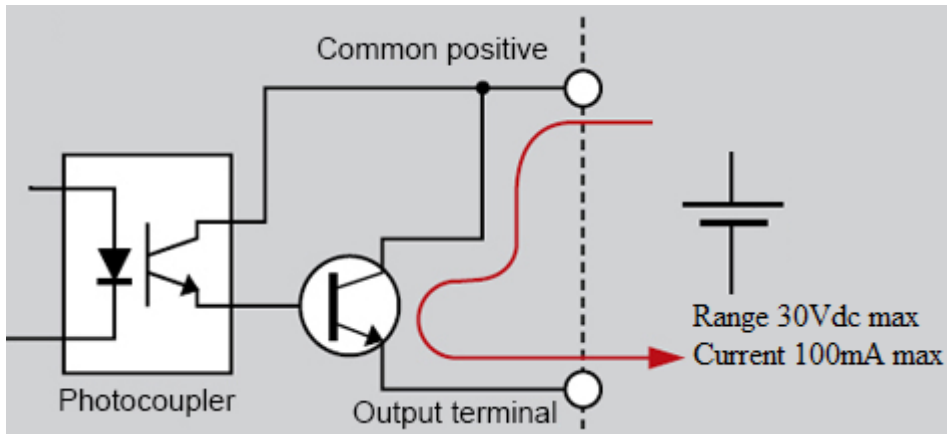 Common positive
Range 30Vdc max
Current 100mA max
Photocoupler
Output terminal